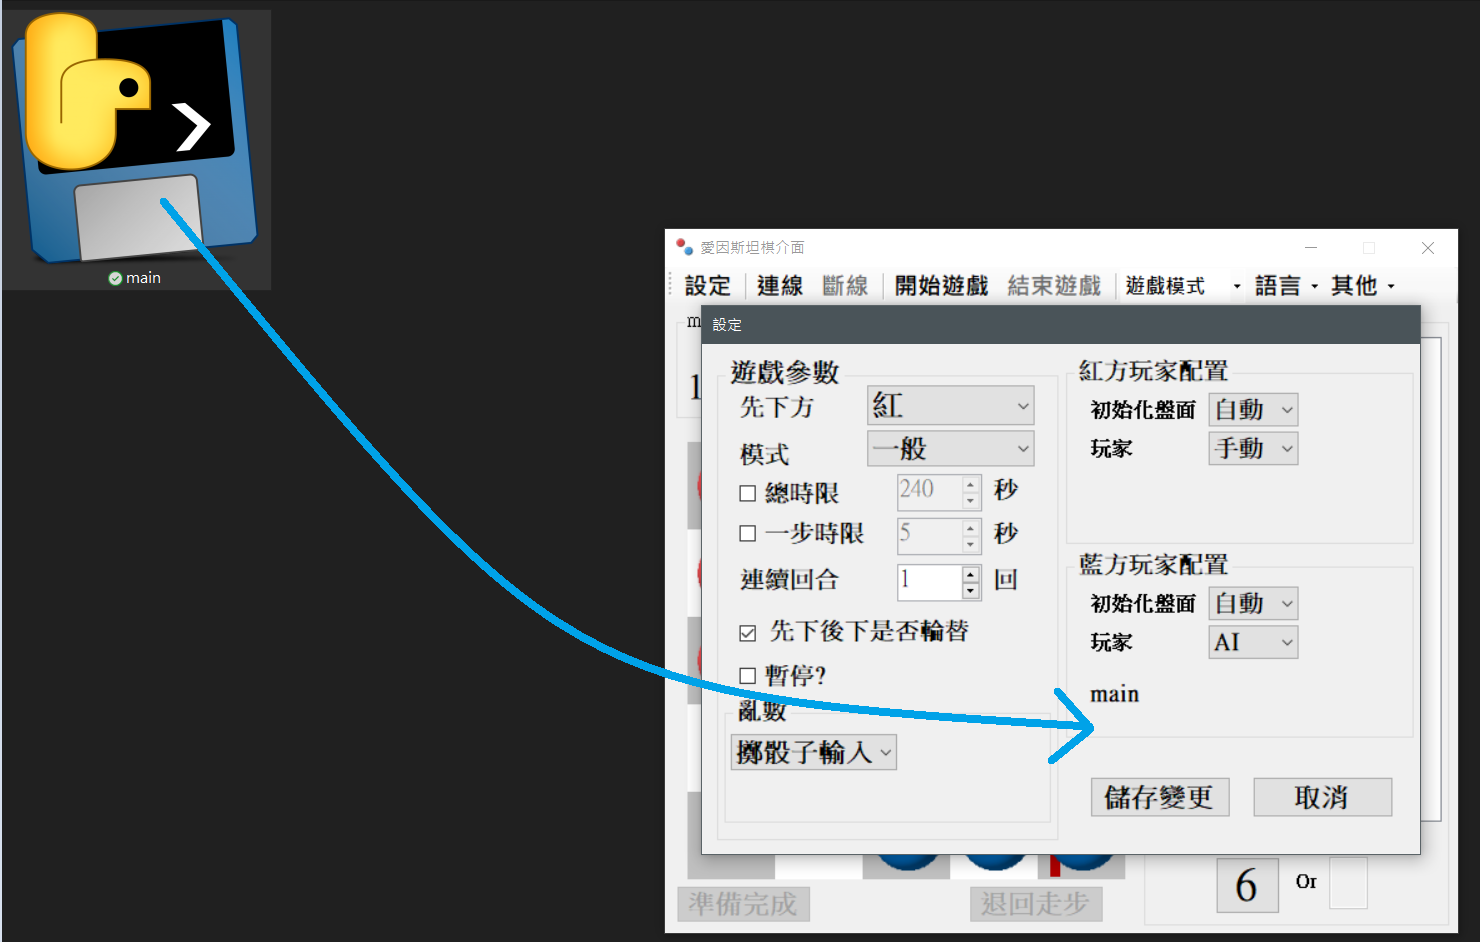 main
愛因斯坦棋介面
設定 連線 斷線 開始遊戲 結束遊戲 遊戲模式 語言 其他
m
設定
1
遊戲參數
先下方 紅
模式 一般
總時限 240 秒
一步時限 5 秒
連續回合 1 回
先下後下是否輪替
暫停?
亂數
擲骰子輸入
紅方玩家配置
初始化盤面 自動
玩家 手動
藍方玩家配置
初始化盤面 自動
玩家 AI
main
儲存變更 取消
6 Or
準備完成 退回走步